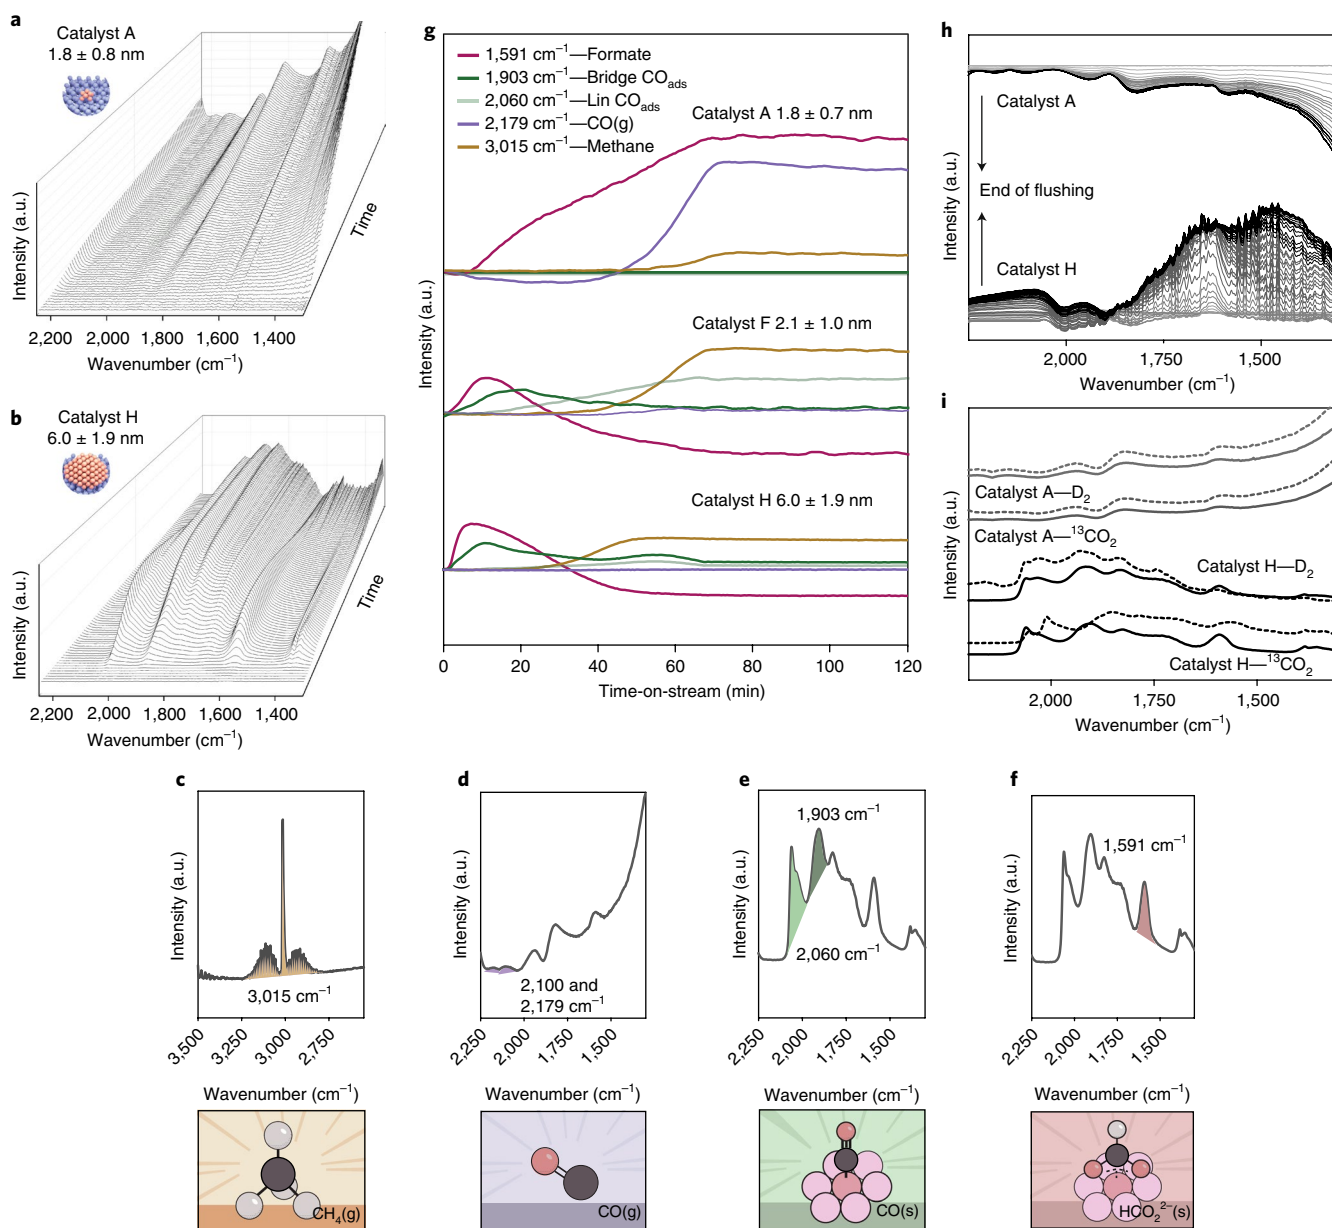 a
Catalyst A
1.8 ± 0.8 nm
Intensity (a.u.)
Time
2,200 2,000 1,800 1,600 1,400
Wavenumber (cm⁻¹)
b
Catalyst H
6.0 ± 1.9 nm
Intensity (a.u.)
Time
2,200 2,000 1,800 1,600 1,400
Wavenumber (cm⁻¹)
g
1,591 cm⁻¹—Formate
1,903 cm⁻¹—Bridge CO_ads
2,060 cm⁻¹—Lin CO_ads
2,179 cm⁻¹—CO(g)
3,015 cm⁻¹—Methane
Catalyst A 1.8 ± 0.7 nm
Catalyst F 2.1 ± 1.0 nm
Catalyst H 6.0 ± 1.9 nm
Intensity (a.u.)
0 20 40 60 80 100 120
Time-on-stream (min)
h
Catalyst A
End of flushing
Catalyst H
Intensity (a.u.)
2,000 1,750 1,500
Wavenumber (cm⁻¹)
i
Catalyst A—D₂
Catalyst A—¹³CO₂
Catalyst H—D₂
Catalyst H—¹³CO₂
Intensity (a.u.)
2,000 1,750 1,500
Wavenumber (cm⁻¹)
c
Intensity (a.u.)
3,015 cm⁻¹
3,500 3,250 3,000 2,750
Wavenumber (cm⁻¹)
CH₄(g)
d
Intensity (a.u.)
2,100 and
2,179 cm⁻¹
2,250 2,000 1,750 1,500
Wavenumber (cm⁻¹)
CO(g)
e
Intensity (a.u.)
1,903 cm⁻¹
2,060 cm⁻¹
2,250 2,000 1,750 1,500
Wavenumber (cm⁻¹)
CO(s)
f
Intensity (a.u.)
1,591 cm⁻¹
2,250 2,000 1,750 1,500
Wavenumber (cm⁻¹)
HCO₂²⁻(s)